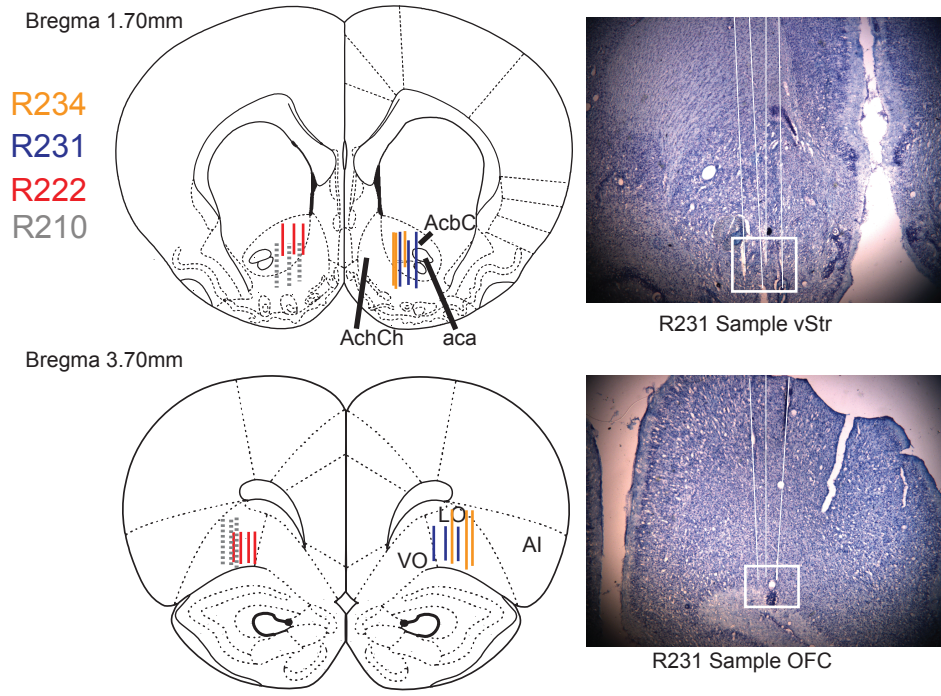 Bregma 1.70mm
R234
R231
R222
R210
AcbC
AchCh
aca
R231 Sample vStr
Bregma 3.70mm
LO
VO
AI
R231 Sample OFC